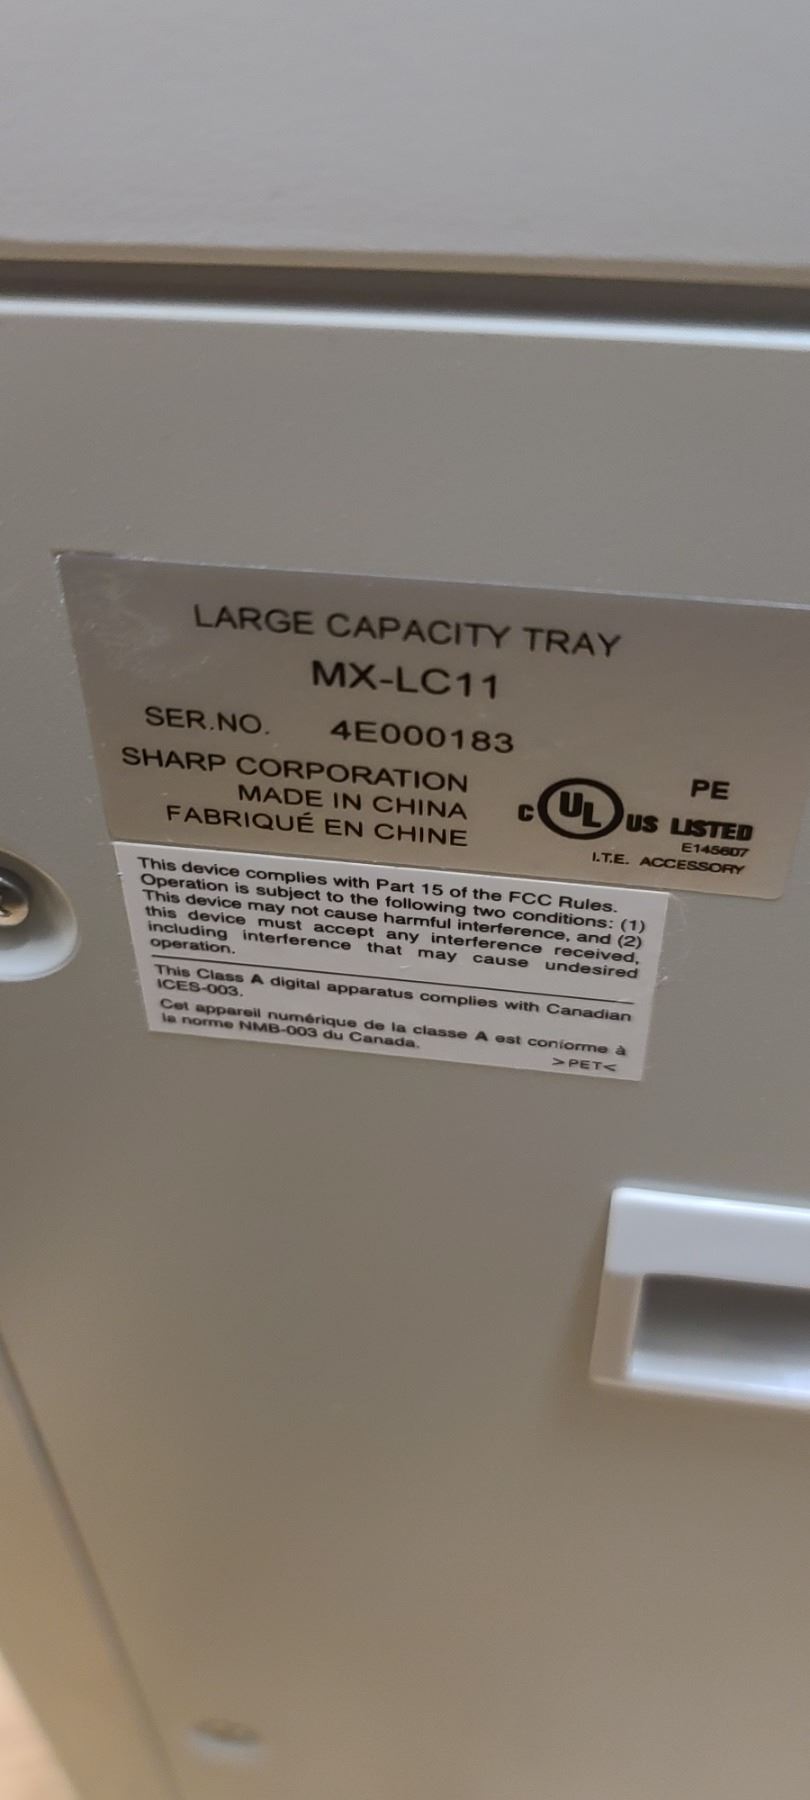 LARGE CAPACITY TRAY
MX-LC11
SER.NO. 4E000183
SHARP CORPORATION
MADE IN CHINA
FABRIQUÉ EN CHINE
PE
C UL US LISTED
E145607
I.T.E. ACCESSORY
This device complies with Part 15 of the FCC Rules.
Operation is subject to the following two conditions: (1)
This device may not cause harmful interference, and (2)
this device must accept any interference received,
including interference that may cause undesired
operation.
This Class A digital apparatus complies with Canadian
ICES-003.
Cet appareil numérique de la classe A est conforme à
la norme NMB-003 du Canada.
>PET<